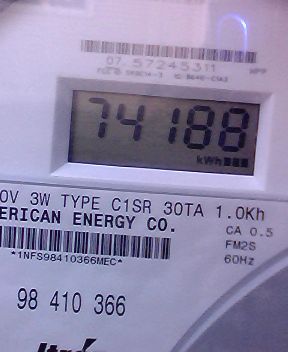 07 57245311
74188
kWh
0V 3W TYPE C1SR 30TA 1.0Kh
ERICAN ENERGY CO.
CA 0.5
FM2S
*1NFS98410366MEC*
60Hz
98 410 366